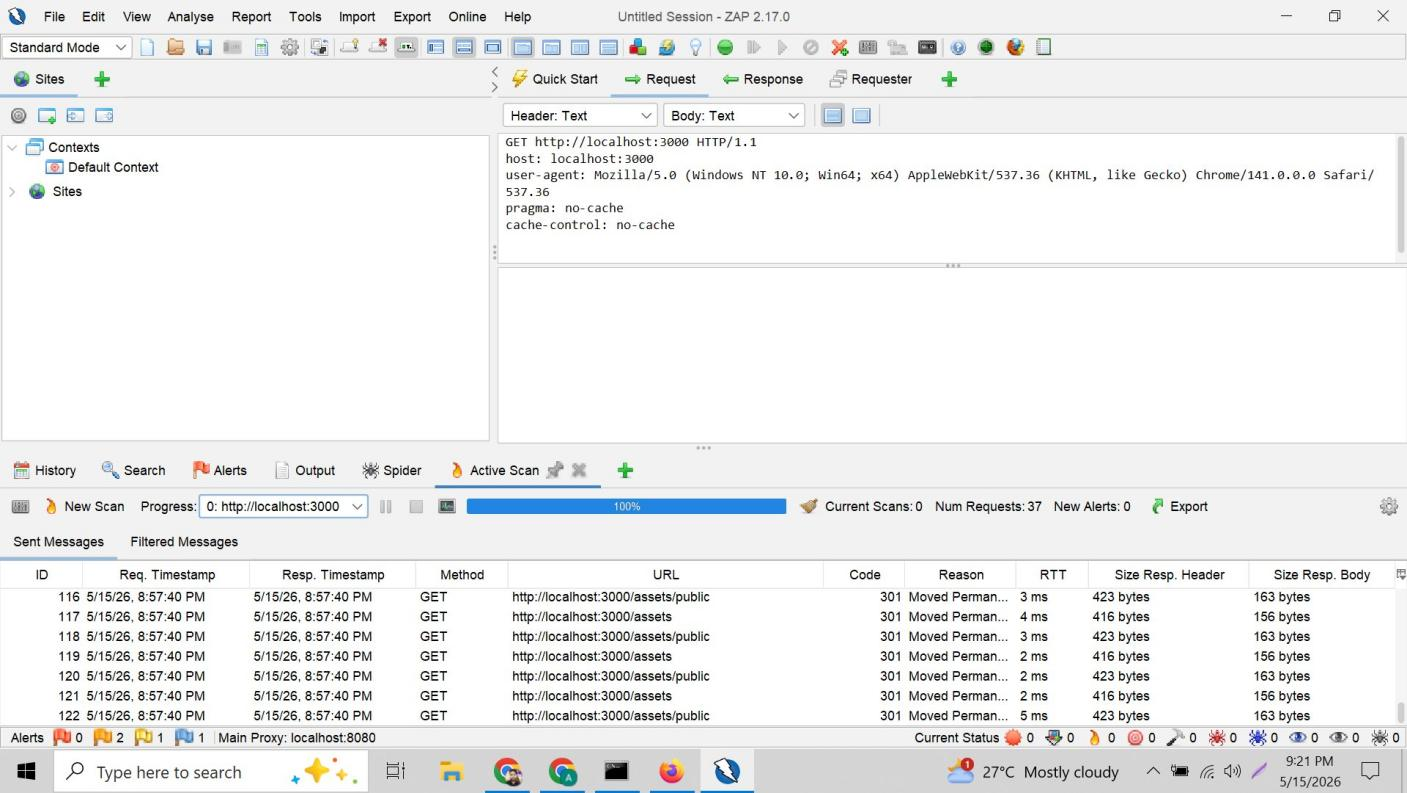 File Edit View Analyse Report Tools Import Export Online Help Untitled Session - ZAP 2.17.0
Standard Mode
Sites
Quick Start Request Response Requester
Header: Text Body: Text
Contexts
Default Context
Sites
GET http://localhost:3000 HTTP/1.1
host: localhost:3000
user-agent: Mozilla/5.0 (Windows NT 10.0; Win64; x64) AppleWebKit/537.36 (KHTML, like Gecko) Chrome/141.0.0.0 Safari/
537.36
pragma: no-cache
cache-control: no-cache
History Search Alerts Output Spider Active Scan
New Scan Progress: 0: http://localhost:3000 100% Current Scans: 0 Num Requests: 37 New Alerts: 0 Export
Sent Messages Filtered Messages
ID Req. Timestamp Resp. Timestamp Method URL Code Reason RTT Size Resp. Header Size Resp. Body
116 5/15/26, 8:57:40 PM 5/15/26, 8:57:40 PM GET http://localhost:3000/assets/public 301 Moved Perman... 3 ms 423 bytes 163 bytes
117 5/15/26, 8:57:40 PM 5/15/26, 8:57:40 PM GET http://localhost:3000/assets 301 Moved Perman... 4 ms 416 bytes 156 bytes
118 5/15/26, 8:57:40 PM 5/15/26, 8:57:40 PM GET http://localhost:3000/assets/public 301 Moved Perman... 3 ms 423 bytes 163 bytes
119 5/15/26, 8:57:40 PM 5/15/26, 8:57:40 PM GET http://localhost:3000/assets 301 Moved Perman... 2 ms 416 bytes 156 bytes
120 5/15/26, 8:57:40 PM 5/15/26, 8:57:40 PM GET http://localhost:3000/assets/public 301 Moved Perman... 2 ms 423 bytes 163 bytes
121 5/15/26, 8:57:40 PM 5/15/26, 8:57:40 PM GET http://localhost:3000/assets 301 Moved Perman... 2 ms 416 bytes 156 bytes
122 5/15/26, 8:57:40 PM 5/15/26, 8:57:40 PM GET http://localhost:3000/assets/public 301 Moved Perman... 5 ms 423 bytes 163 bytes
Alerts 0 2 1 1 Main Proxy: localhost:8080 Current Status 0 0 0 0 0 0 0 0 0 0
Type here to search A 1 27°C Mostly cloudy 9:21 PM
5/15/2026